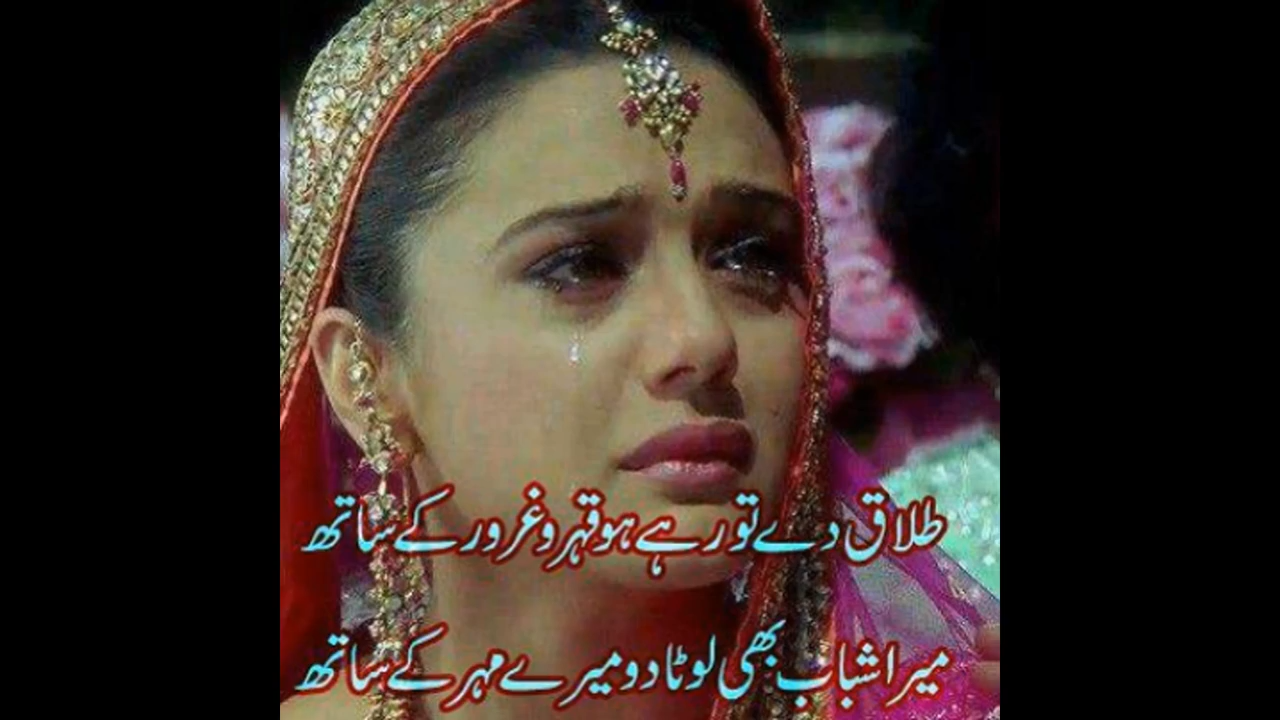 طلاق دے تو رہے ہو قہر و غرور کے ساتھ
میرا شباب بھی لوٹا دو میرے مہر کے ساتھ